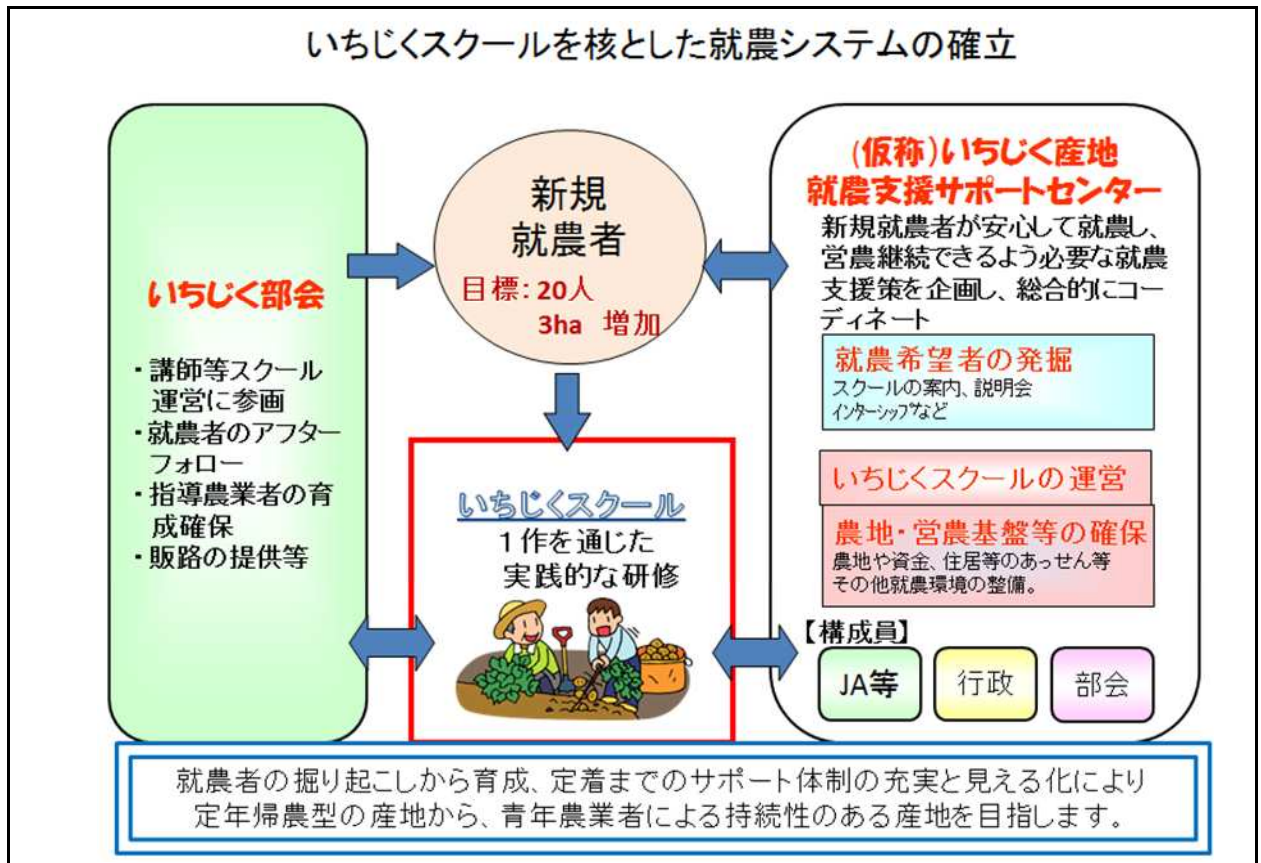 いちじくスクールを核とした就農システムの確立
いちじく部会
・講師等スクール
運営に参画
・就農者のアフター
フォロー
・指導農業者の育
成確保
・販路の提供等
新規
就農者
目標：20人
3ha 増加
いちじくスクール
１作を通じた
実践的な研修
(仮称)いちじく産地
就農支援サポートセンター
新規就農者が安心して就農し、
営農継続できるよう必要な就農
支援策を企画し、総合的にコー
ディネート
就農希望者の発掘
スクールの案内、説明会
インターシップなど
いちじくスクールの運営
農地・営農基盤等の確保
農地や資金、住居等のあっせん等
その他就農環境の整備。
【構成員】
JA等
行政
部会
就農者の掘り起こしから育成、定着までのサポート体制の充実と見える化により
定年帰農型の産地から、青年農業者による持続性のある産地を目指します。